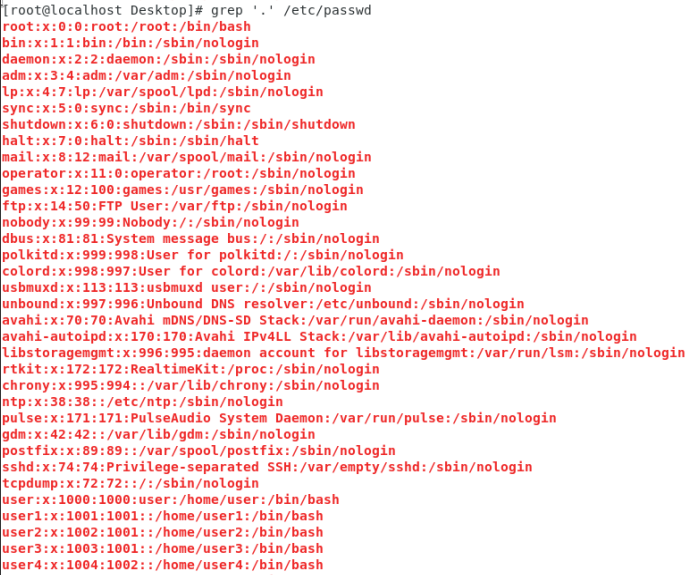 [root@localhost Desktop]# grep '.' /etc/passwd
root:x:0:0:root:/root:/bin/bash
bin:x:1:1:bin:/bin:/sbin/nologin
daemon:x:2:2:daemon:/sbin:/sbin/nologin
adm:x:3:4:adm:/var/adm:/sbin/nologin
lp:x:4:7:lp:/var/spool/lpd:/sbin/nologin
sync:x:5:0:sync:/sbin:/bin/sync
shutdown:x:6:0:shutdown:/sbin:/sbin/shutdown
halt:x:7:0:halt:/sbin:/sbin/halt
mail:x:8:12:mail:/var/spool/mail:/sbin/nologin
operator:x:11:0:operator:/root:/sbin/nologin
games:x:12:100:games:/usr/games:/sbin/nologin
ftp:x:14:50:FTP User:/var/ftp:/sbin/nologin
nobody:x:99:99:Nobody:/:/sbin/nologin
dbus:x:81:81:System message bus:/:/sbin/nologin
polkitd:x:999:998:User for polkitd:/:/sbin/nologin
colord:x:998:997:User for colord:/var/lib/colord:/sbin/nologin
usbmuxd:x:113:113:usbmuxd user:/:/sbin/nologin
unbound:x:997:996:Unbound DNS resolver:/etc/unbound:/sbin/nologin
avahi:x:70:70:Avahi mDNS/DNS-SD Stack:/var/run/avahi-daemon:/sbin/nologin
avahi-autoipd:x:170:170:Avahi IPv4LL Stack:/var/lib/avahi-autoipd:/sbin/nologin
libstoragemgmt:x:996:995:daemon account for libstoragemgmt:/var/run/lsm:/sbin/nologin
rtkit:x:172:172:RealtimeKit:/proc:/sbin/nologin
chrony:x:995:994::/var/lib/chrony:/sbin/nologin
ntp:x:38:38::/etc/ntp:/sbin/nologin
pulse:x:171:171:PulseAudio System Daemon:/var/run/pulse:/sbin/nologin
gdm:x:42:42::/var/lib/gdm:/sbin/nologin
postfix:x:89:89::/var/spool/postfix:/sbin/nologin
sshd:x:74:74:Privilege-separated SSH:/var/empty/sshd:/sbin/nologin
tcpdump:x:72:72::/:/sbin/nologin
user:x:1000:1000:user:/home/user:/bin/bash
user1:x:1001:1001::/home/user1:/bin/bash
user2:x:1002:1001::/home/user2:/bin/bash
user3:x:1003:1001::/home/user3:/bin/bash
user4:x:1004:1002::/home/user4:/bin/bash